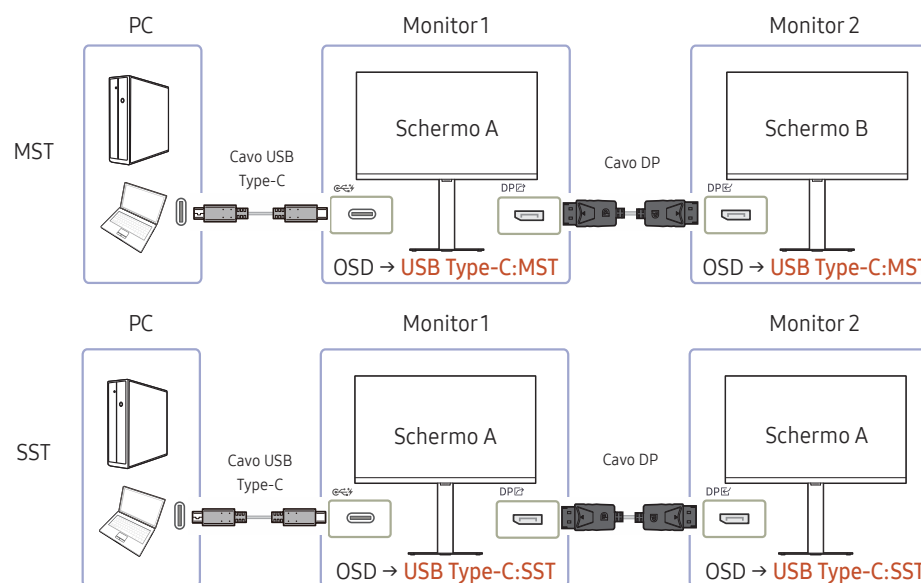 PC
Monitor 1
Monitor 2
MST
Cavo USB
Type-C
Schermo A
DP
Cavo DP
Schermo B
DP
OSD → USB Type-C:MST
OSD → USB Type-C:MST
PC
Monitor 1
Monitor 2
SST
Cavo USB
Type-C
Schermo A
DP
Cavo DP
Schermo A
DP
OSD → USB Type-C:SST
OSD → USB Type-C:SST